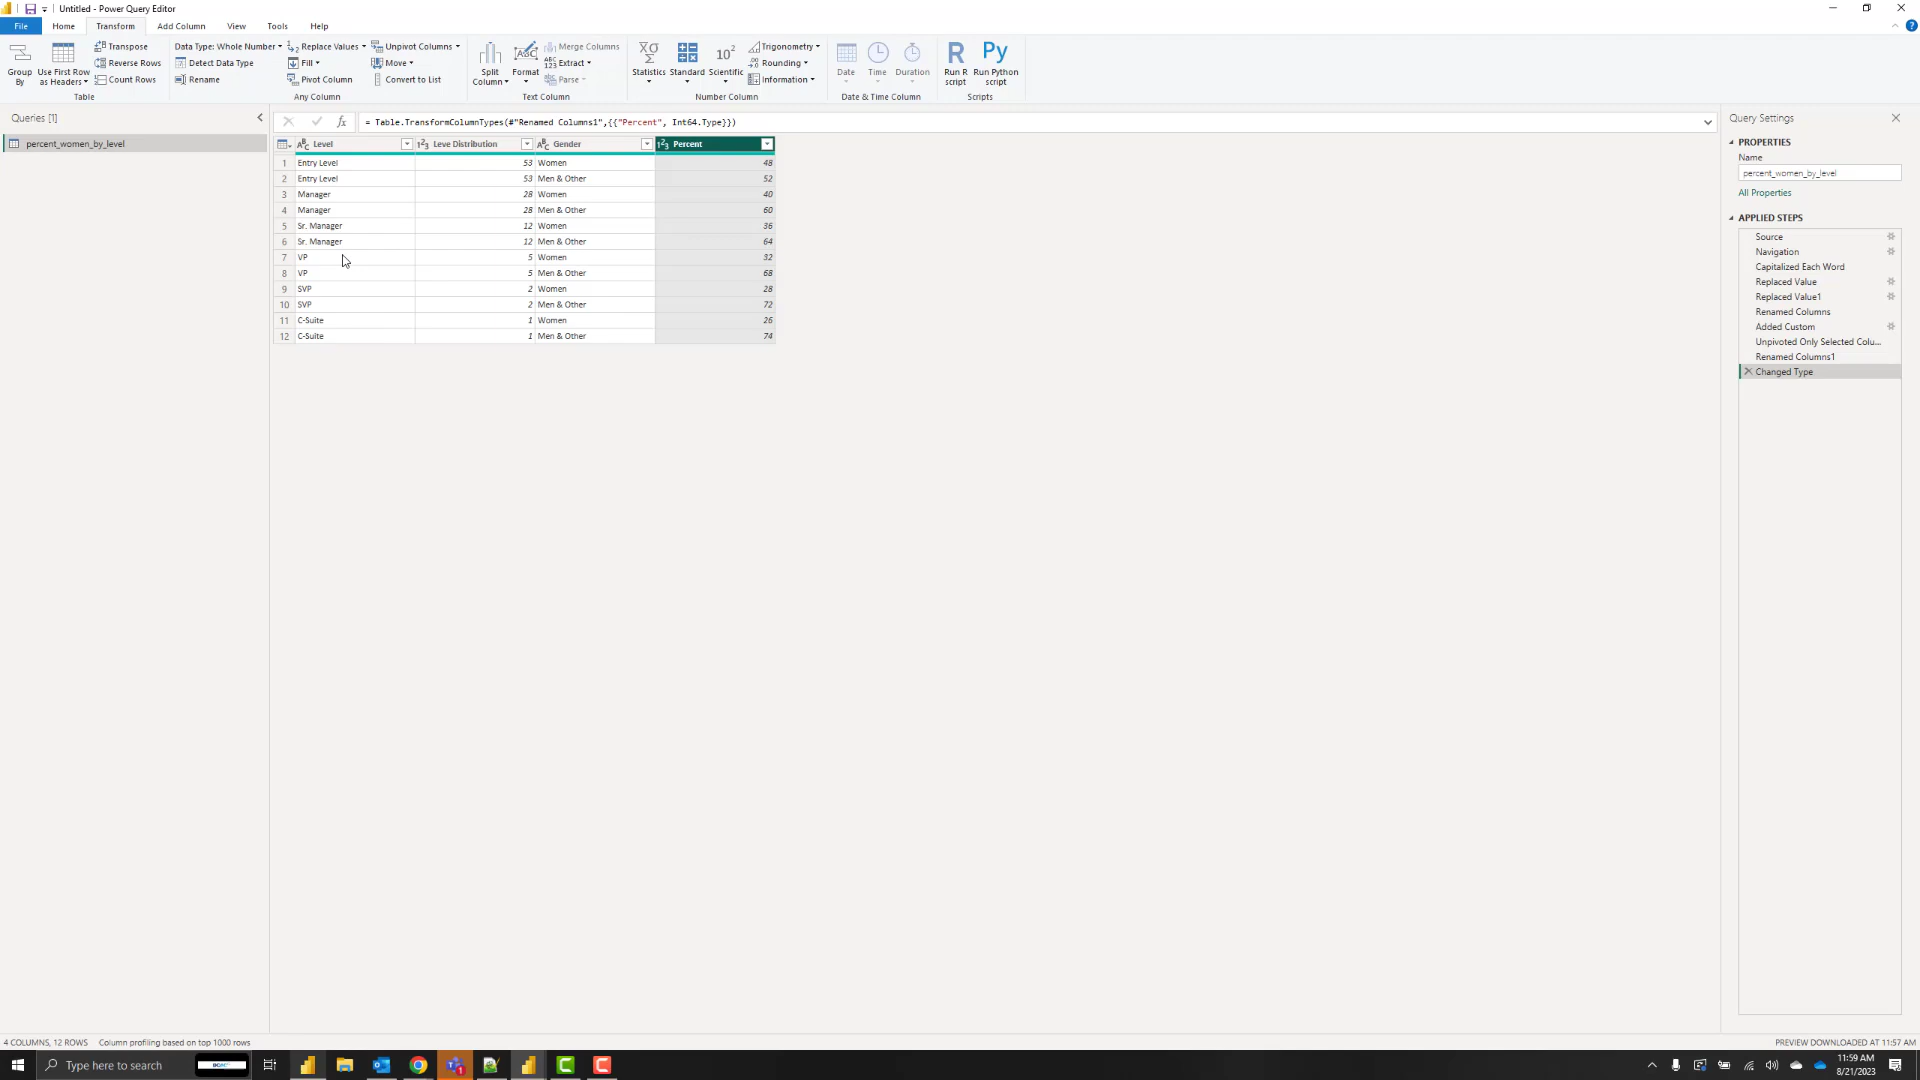 Untitled - Power Query Editor
File Home Transform Add Column View Tools Help
Group By
Use First Row as Headers
Transpose
Reverse Rows
Count Rows
Table
Data Type: Whole Number
Detect Data Type
Rename
Replace Values
Fill
Pivot Column
Unpivot Columns
Move
Convert to List
Any Column
Split Column
Format
ABC
Merge Columns
ABC 123 Extract
Parse
Text Column
XΣ Statistics
Standard
10² Scientific
Trigonometry
Rounding
Information
Number Column
Date
Time
Duration
Date & Time Column
R Run R script
Py Run Python script
Scripts
Queries [1]
percent_women_by_level
fx = Table.TransformColumnTypes(#"Renamed Columns1",{{"Percent", Int64.Type}})
Level Leve Distribution Gender Percent
1 Entry Level 53 Women 48
2 Entry Level 53 Men & Other 52
3 Manager 28 Women 40
4 Manager 28 Men & Other 60
5 Sr. Manager 12 Women 36
6 Sr. Manager 12 Men & Other 64
7 VP 5 Women 32
8 VP 5 Men & Other 68
9 SVP 2 Women 28
10 SVP 2 Men & Other 72
11 C-Suite 1 Women 26
12 C-Suite 1 Men & Other 74
Query Settings
PROPERTIES
Name
percent_women_by_level
All Properties
APPLIED STEPS
Source
Navigation
Capitalized Each Word
Replaced Value
Replaced Value1
Renamed Columns
Added Custom
Unpivoted Only Selected Colu...
Renamed Columns1
Changed Type
4 COLUMNS, 12 ROWS Column profiling based on top 1000 rows
PREVIEW DOWNLOADED AT 11:57 AM
Type here to search
11:59 AM
8/21/2023